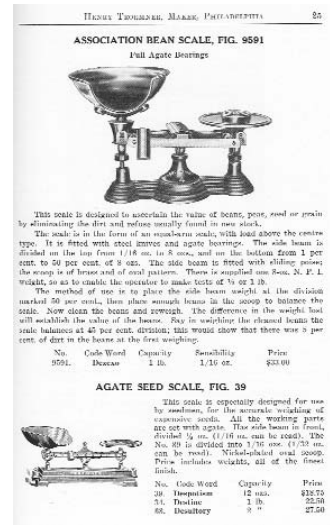 HENRY TROEMNER, MAKER, PHILADELPHIA 25
ASSOCIATION BEAN SCALE, FIG. 9591
Full Agate Bearings
This scale is designed to ascertain the value of beans, peas, seed or grain
by eliminating the dirt and refuse usually found in new stock.
The scale is in the form of an equal-arm scale, with load above the centre
type. It is fitted with steel knives and agate bearings. The side beam is
divided on the top from 1/16 oz. to 8 ozs., and on the bottom from 1 per
cent. to 50 per cent. of 8 ozs. The side beam is fitted with sliding poise;
the scoop is of brass and of oval pattern. There is supplied one 8-oz. N. P. I.
weight, so as to enable the operator to make tests of ½ or 1 lb.
The method of use is to place the side beam weight at the division
marked 50 per cent., then place enough beans in the scoop to balance the
scale. Now clean the beans and reweigh. The difference in the weight lost
will establish the value of the beans. Say in weighing the cleaned beans the
scale balances at 45 per cent. division; this would show that there was 5 per
cent. of dirt in the beans at the first weighing.
No. Code Word Capacity Sensibility Price
9591. 1 lb. 1/16 oz. $33.00
AGATE SEED SCALE, FIG. 39
This scale is especially designed for use
by seedmen, for the accurate weighing of
expensive seeds. All the working parts
are set with agate. Has side beam in front,
divided ⅛ oz. (1/16 oz. can be read). The
No. 39 is divided into 1/16 ozs. (1/32 oz.
can be read). Nickel-plated oval scoop.
Price includes weights, all of the finest
finish.
No. Code Word Capacity Price
39. Despotism 12 ozs. $18.75
34. Destine 1 lb. 22.50
38. Desultory 2 " 27.50